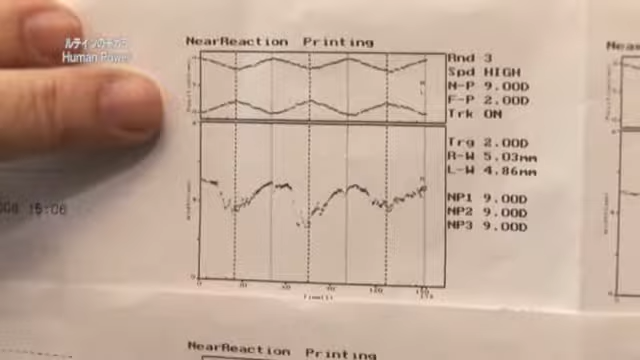 ルテインのチカラ
Human Power
NearReaction Printing
Rnd 3
Spd HIGH
N-P 9.00D
F-P 2.00D
Trk ON
Trg 2.00D
R-W 5.03mm
L-W 4.86mm
NP1 9.00D
NP2 9.00D
NP3 9.00D
15:06
NearReaction Printing